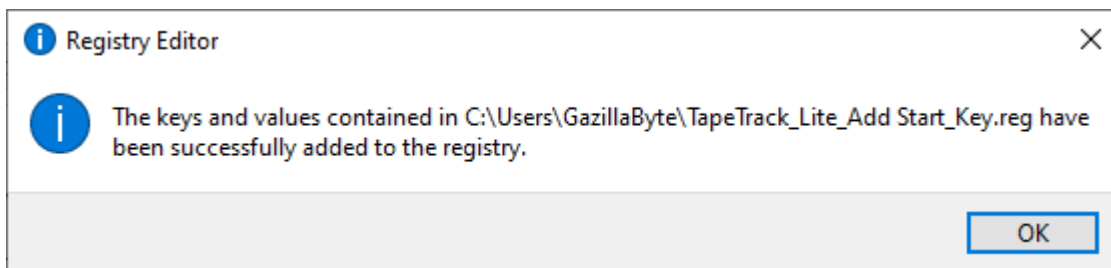 Registry Editor
The keys and values contained in C:\Users\GazillaByte\TapeTrack_Lite_Add Start_Key.reg have
been successfully added to the registry.
OK